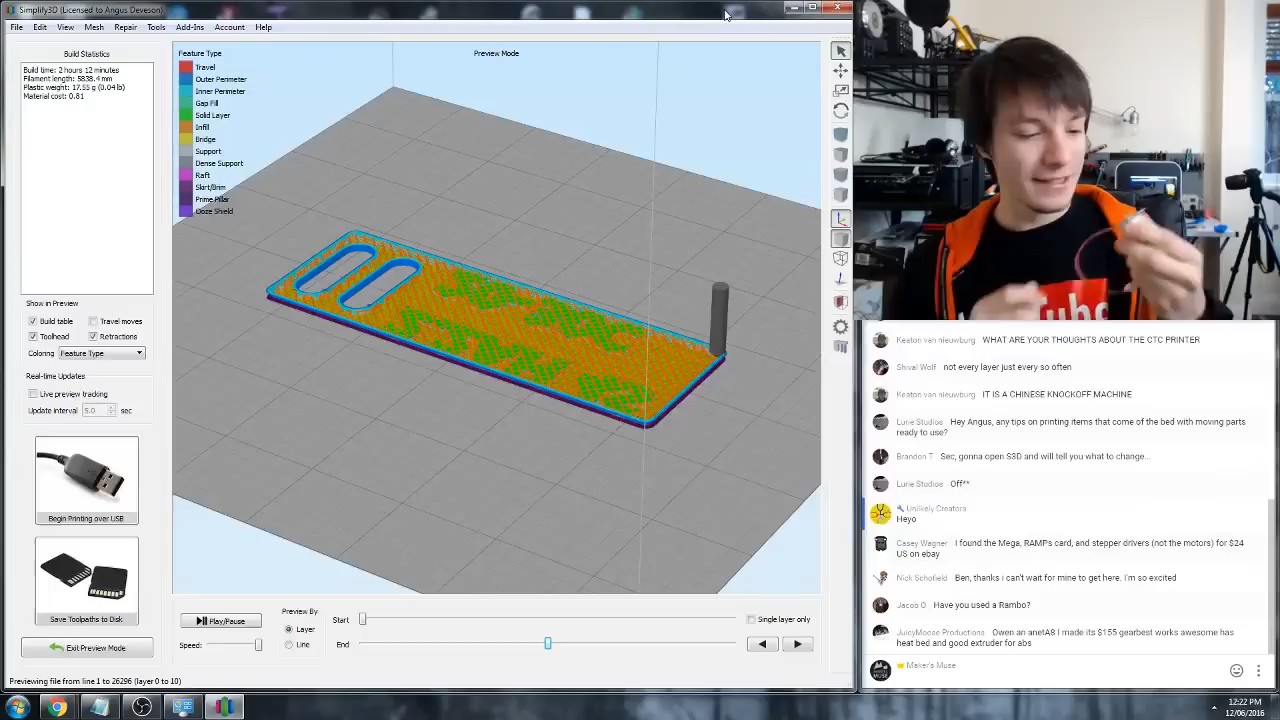 Simplify3D (Licensed to Angus Deveson)
File Edit View Mesh Repair Tools Add-Ins Account Help
Build Statistics
Build time: 2 hours 12 minutes
Filament length: 5838.4 mm
Plastic weight: 17.55 g (0.04 lb)
Material cost: 0.81
Feature Type
Travel
Outer Perimeter
Inner Perimeter
Gap Fill
Solid Layer
Infill
Bridge
Support
Dense Support
Raft
Skirt/Brim
Prime Pillar
Ooze Shield
Preview Mode
Show in Preview
Build table
Travel moves
Toolhead
Retractions
Coloring Feature Type
Real-time Updates
Live preview tracking
Update interval 5.0 sec
Begin Printing over USB
Save Toolpaths to Disk
Exit Preview Mode
Play/Pause
Speed:
Preview By
Layer
Line
Start
End
Single layer only
Previewing file from line 1 to 26296 (layer 0 to 10)
Keaton van nieuwburg WHAT ARE YOUR THOUGHTS ABOUT THE CTC PRINTER
Shival Wolf not every layer just every so often
Keaton van nieuwburg IT IS A CHINESE KNOCKOFF MACHINE
Lurie Studios Hey Angus, any tips on printing items that come of the bed with moving parts
ready to use?
Brandon T Sec, gonna open S3D and will tell you what to change...
Lurie Studios Off**
Unlikely Creators
Heyo
Casey Wagner I found the Mega, RAMPs card, and stepper drivers (not the motors) for $24
US on ebay
Nick Schofield Ben, thanks i can't wait for mine to get here. I'm so excited
Jacob O Have you used a Rambo?
JuicyMoose Productions Owen an anetA8 I made its $155 gearbest works awesome has
heat bed and good extruder for abs
Maker's Muse
12:22 PM
12/06/2016